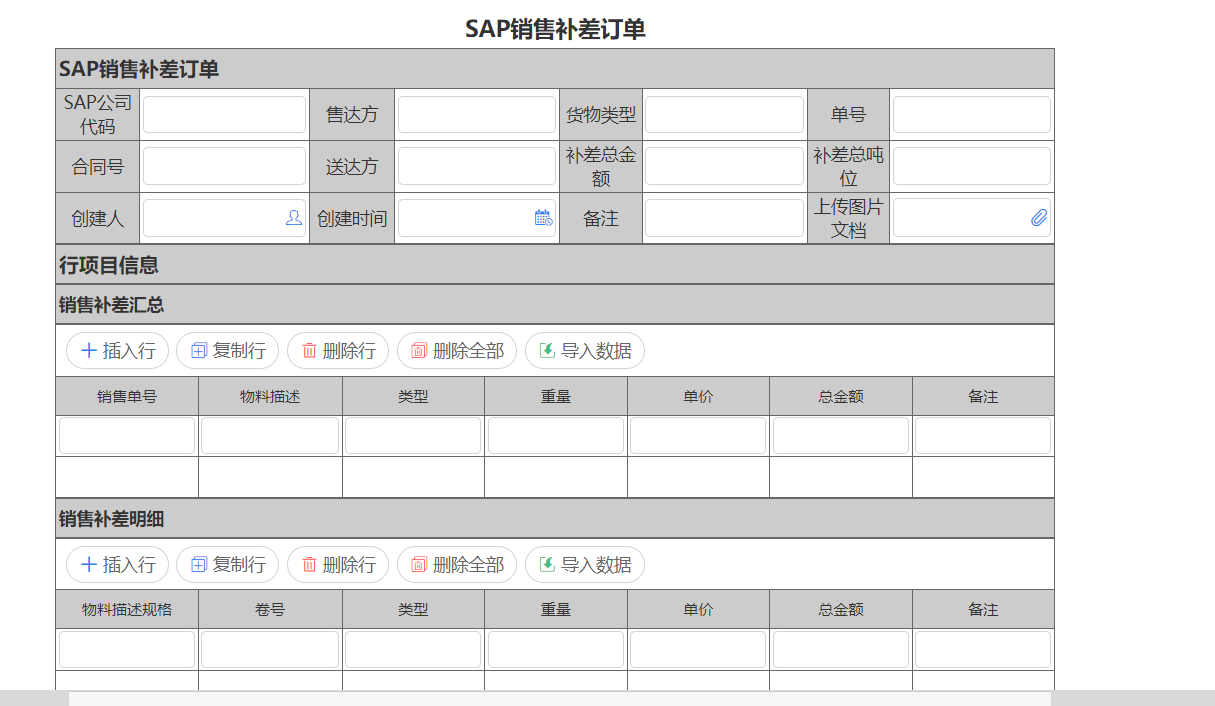 SAP销售补差订单
SAP销售补差订单
SAP公司代码 售达方 货物类型 单号
合同号 送达方 补差总金额 补差总吨位
创建人 创建时间 备注 上传图片文档
行项目信息
销售补差汇总
插入行 复制行 删除行 删除全部 导入数据
销售单号 物料描述 类型 重量 单价 总金额 备注
销售补差明细
插入行 复制行 删除行 删除全部 导入数据
物料描述规格 卷号 类型 重量 单价 总金额 备注